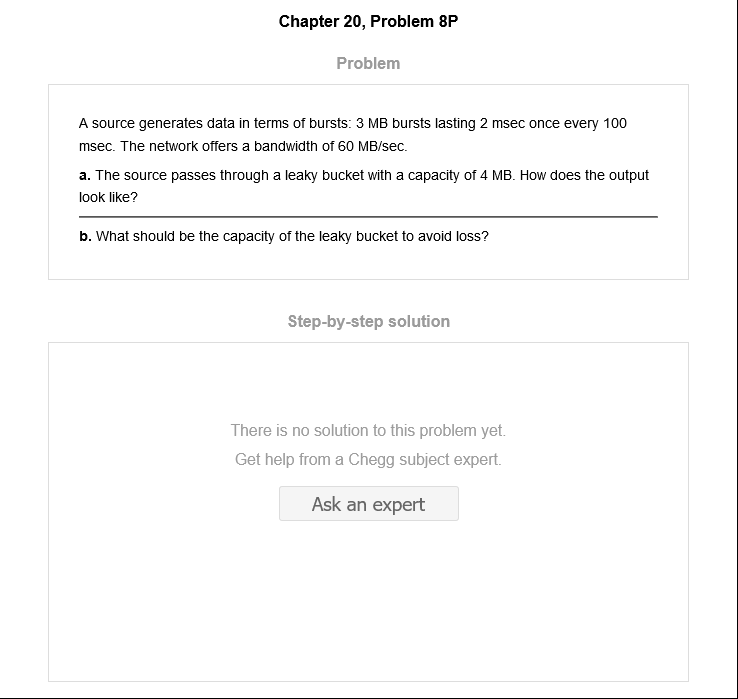 Chapter 20, Problem 8P
Problem
A source generates data in terms of bursts: 3 MB bursts lasting 2 msec once every 100
msec. The network offers a bandwidth of 60 MB/sec.
a. The source passes through a leaky bucket with a capacity of 4 MB. How does the output
look like?
b. What should be the capacity of the leaky bucket to avoid loss?
Step-by-step solution
There is no solution to this problem yet.
Get help from a Chegg subject expert.
Ask an expert